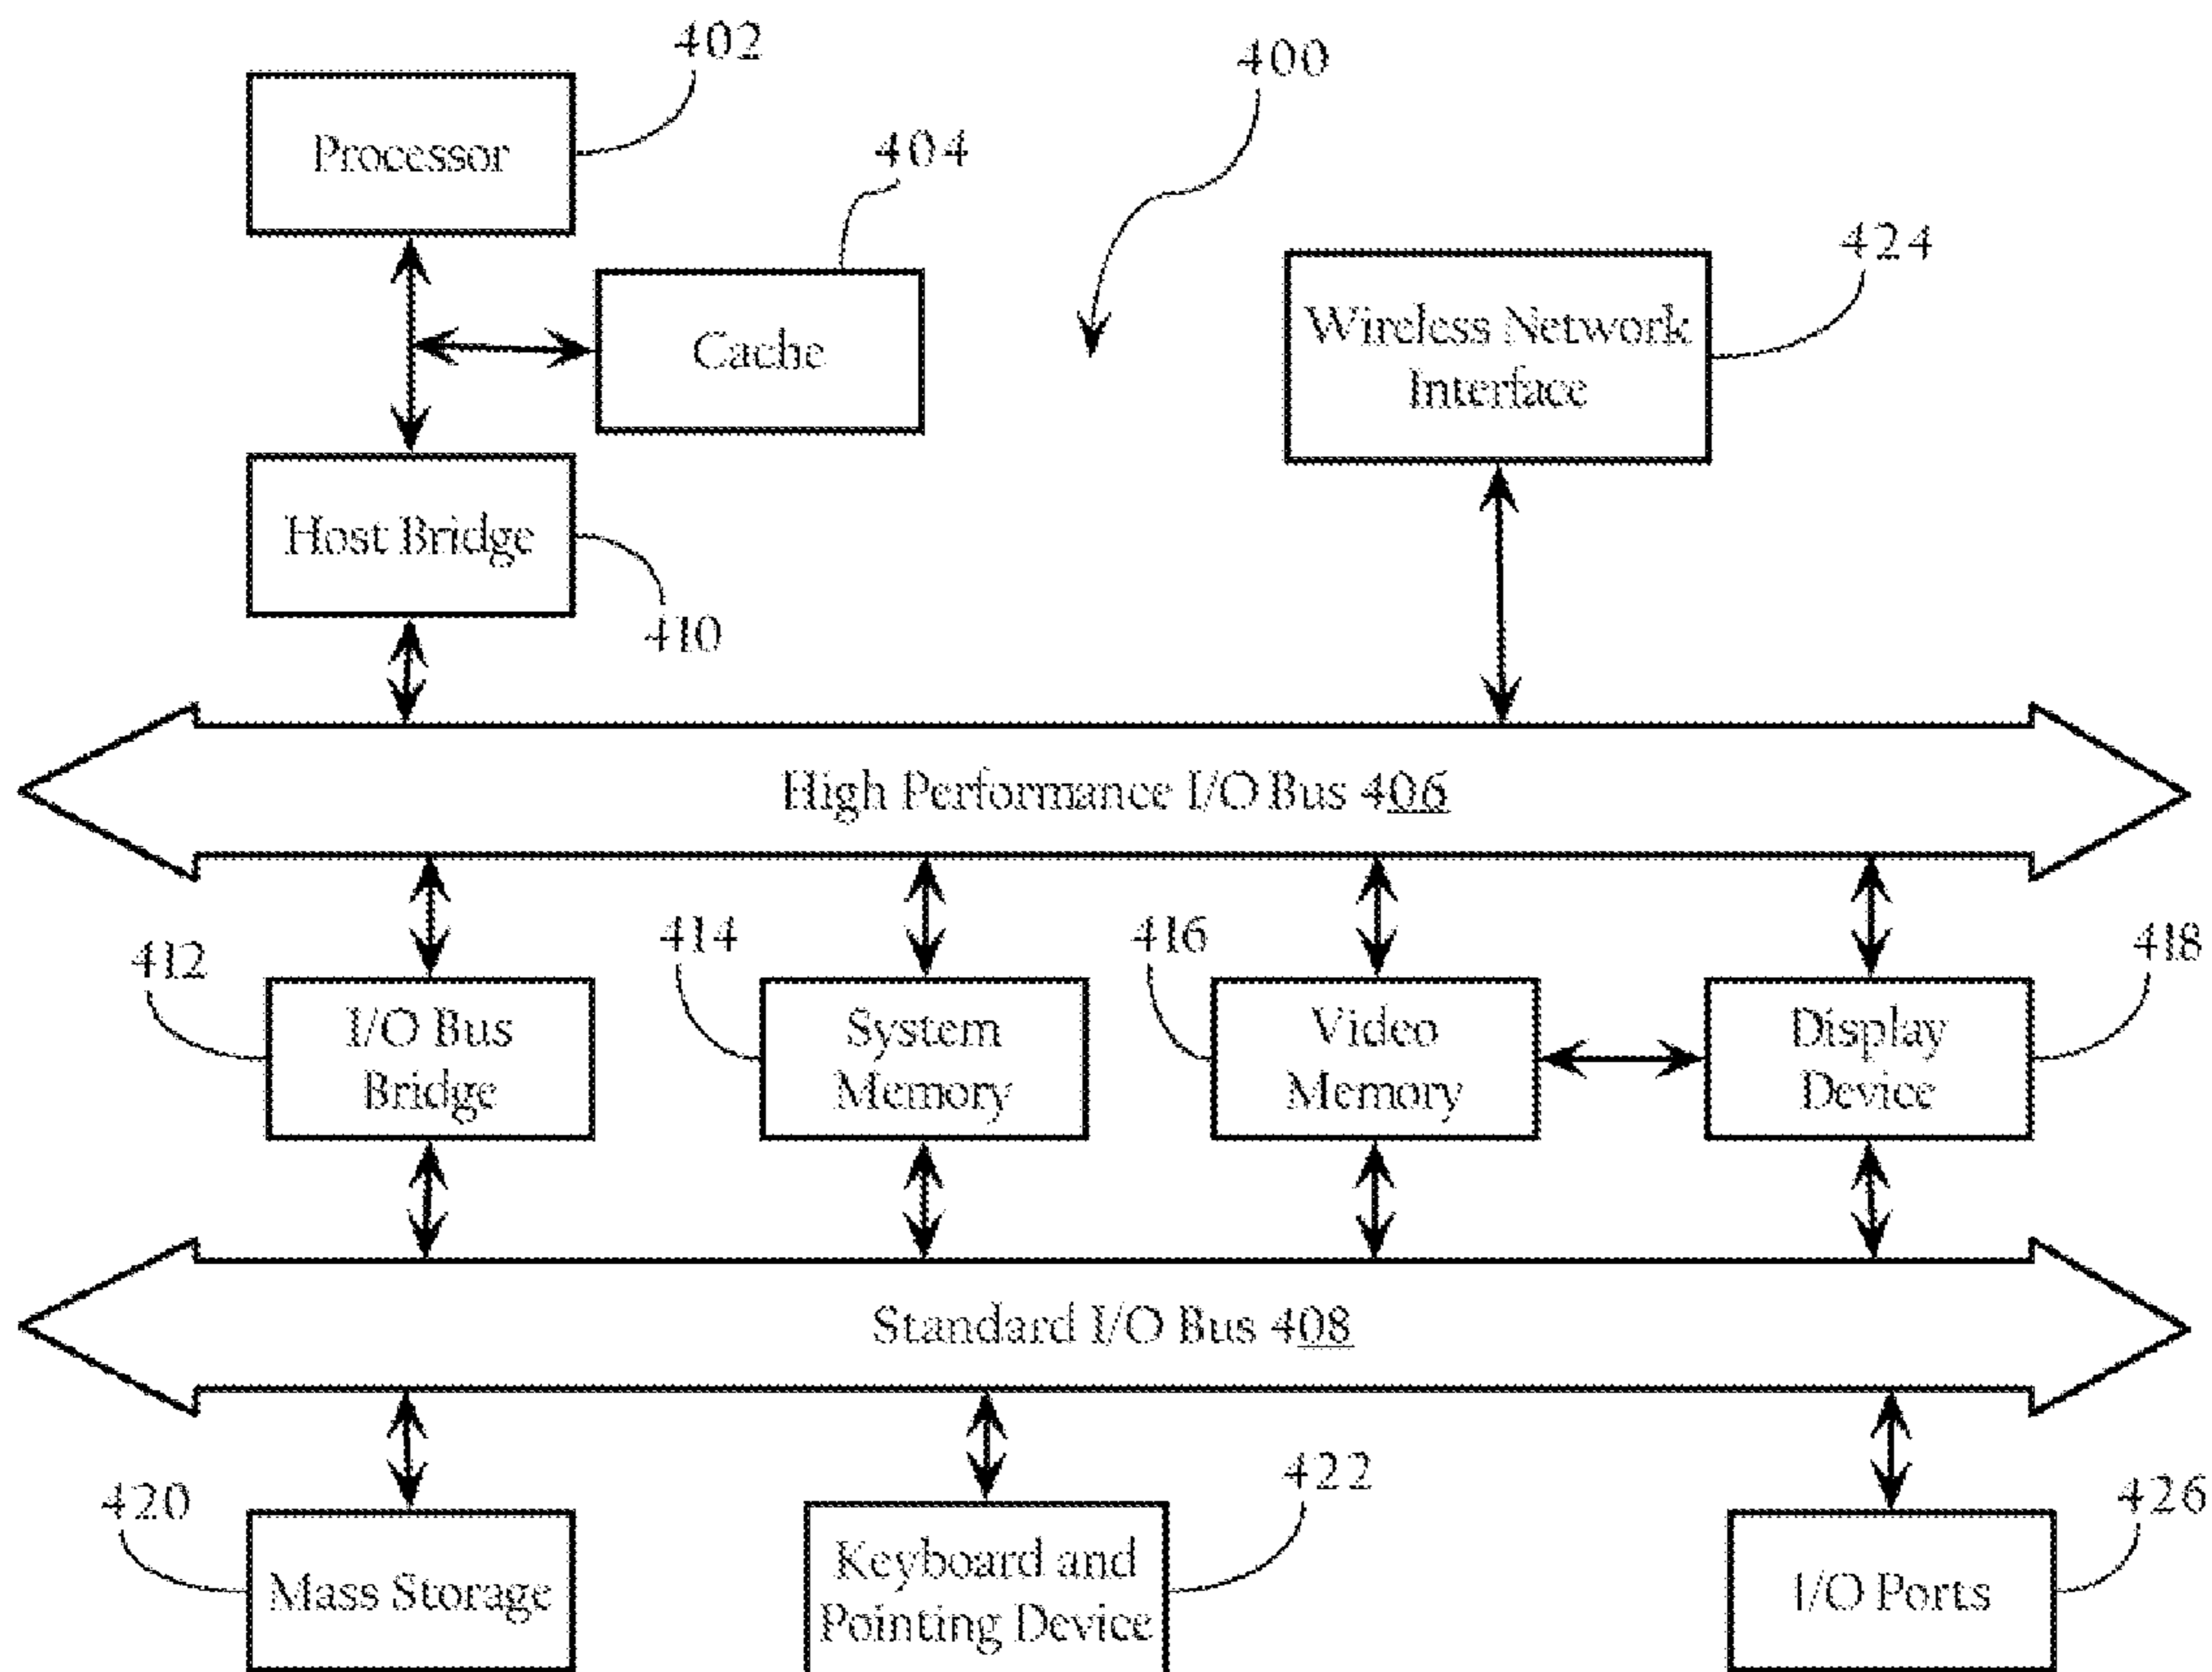 402
400
Processor
404
424
Cache
Wireless Network
Interface
Host Bridge
410
High Performance I/O Bus 406
412
414
416
418
I/O Bus
Bridge
System
Memory
Video
Memory
Display
Device
Standard I/O Bus 408
420
422
426
Mass Storage
Keyboard and
Pointing Device
I/O Ports